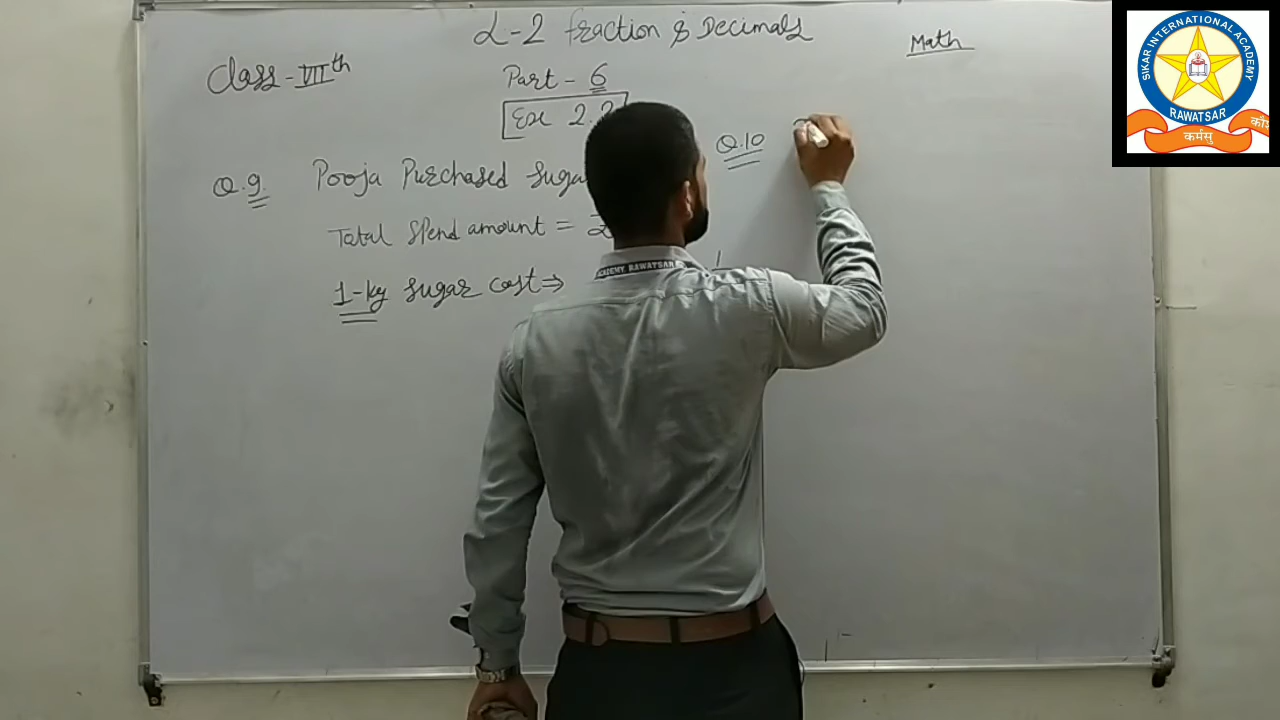 L-2 Fraction & Decimals
Math
Class - VIIth
Part - 6
Ex 2.
Q.9. Pooja Purchased Sugar
Total Spend amount =
1-kg Sugar cost ⇒
Q.10
ACADEMY, RAWATSAR
SIKAR INTERNATIONAL ACADEMY
RAWATSAR
कर्मसु